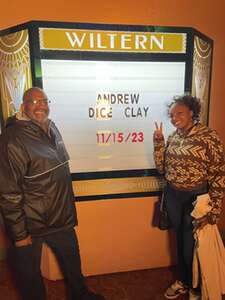 WILTERN
ANDREW
DICE CLAY
11/15/23